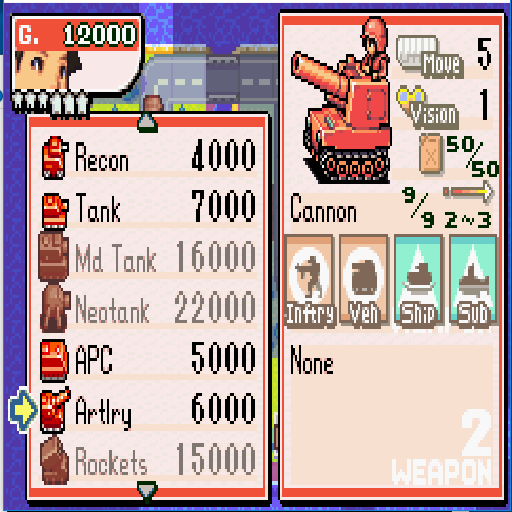 G. 12000
Recon 4000
Tank 7000
Md Tank 16000
Neotank 22000
APC 5000
Artlry 6000
Rockets 15000
Move 5
Vision 1
50/50
Cannon
9/9 2~3
Inftry Veh Ship Sub
None
2
WEAPON